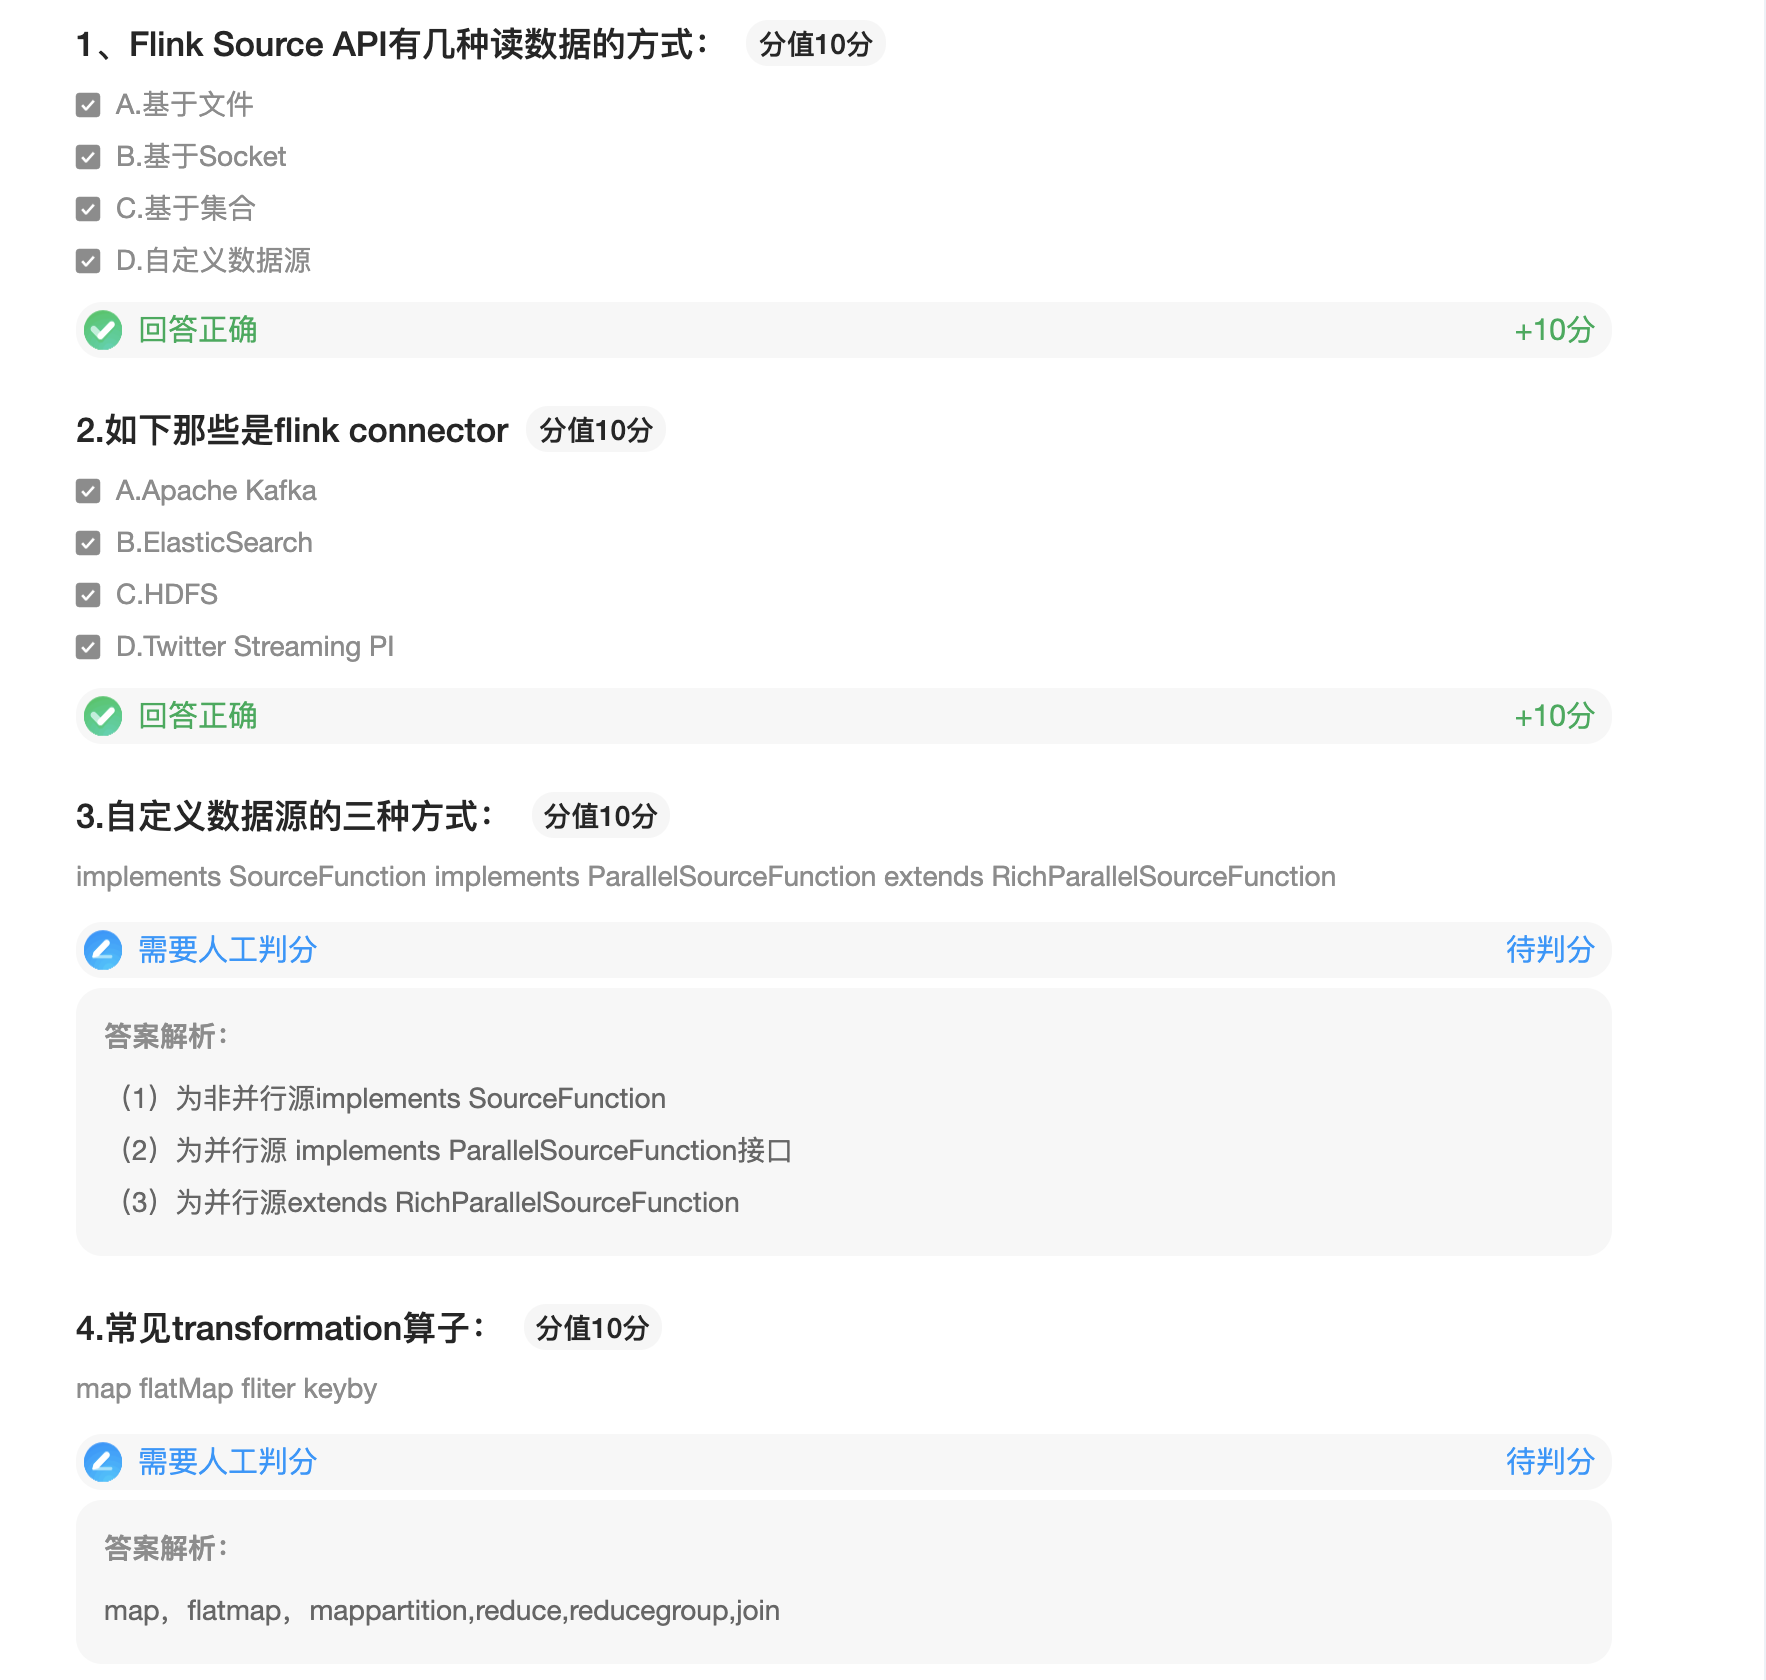 1、Flink Source API有几种读数据的方式： 分值10分
A.基于文件
B.基于Socket
C.基于集合
D.自定义数据源
回答正确 +10分
2.如下那些是flink connector 分值10分
A.Apache Kafka
B.ElasticSearch
C.HDFS
D.Twitter Streaming PI
回答正确 +10分
3.自定义数据源的三种方式： 分值10分
implements SourceFunction implements ParallelSourceFunction extends RichParallelSourceFunction
需要人工判分 待判分
答案解析：
（1）为非并行源implements SourceFunction
（2）为并行源 implements ParallelSourceFunction接口
（3）为并行源extends RichParallelSourceFunction
4.常见transformation算子： 分值10分
map flatMap fliter keyby
需要人工判分 待判分
答案解析：
map，flatmap，mappartition,reduce,reducegroup,join